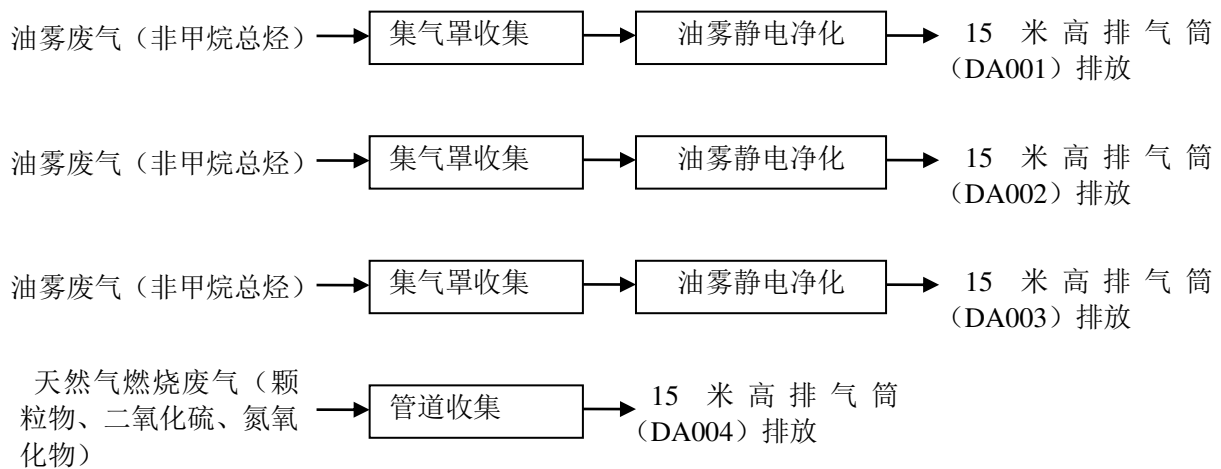 油雾废气（非甲烷总烃） 集气罩收集 油雾静电净化 15 米高排气筒
（DA001）排放
油雾废气（非甲烷总烃） 集气罩收集 油雾静电净化 15 米高排气筒
（DA002）排放
油雾废气（非甲烷总烃） 集气罩收集 油雾静电净化 15 米高排气筒
（DA003）排放
天然气燃烧废气（颗
粒物、二氧化硫、氮氧
化物）
管道收集
15 米高排气筒
（DA004）排放